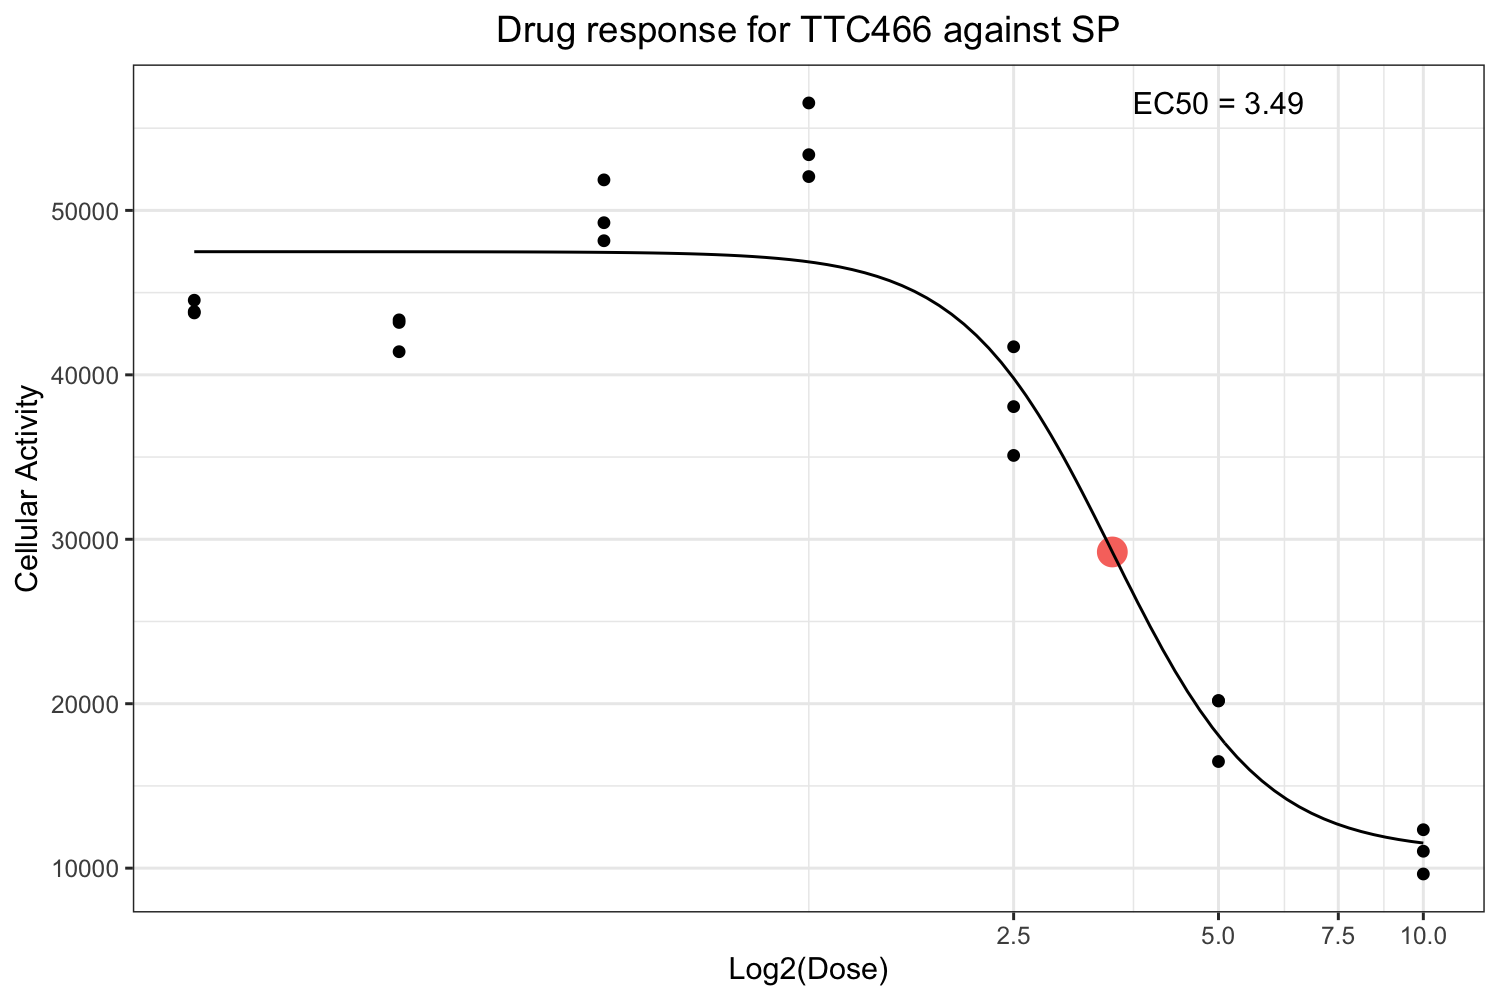 Drug response for TTC466 against SP
EC50 = 3.49
50000
40000
30000
20000
10000
Cellular Activity
2.5 5.0 7.5 10.0
Log2(Dose)